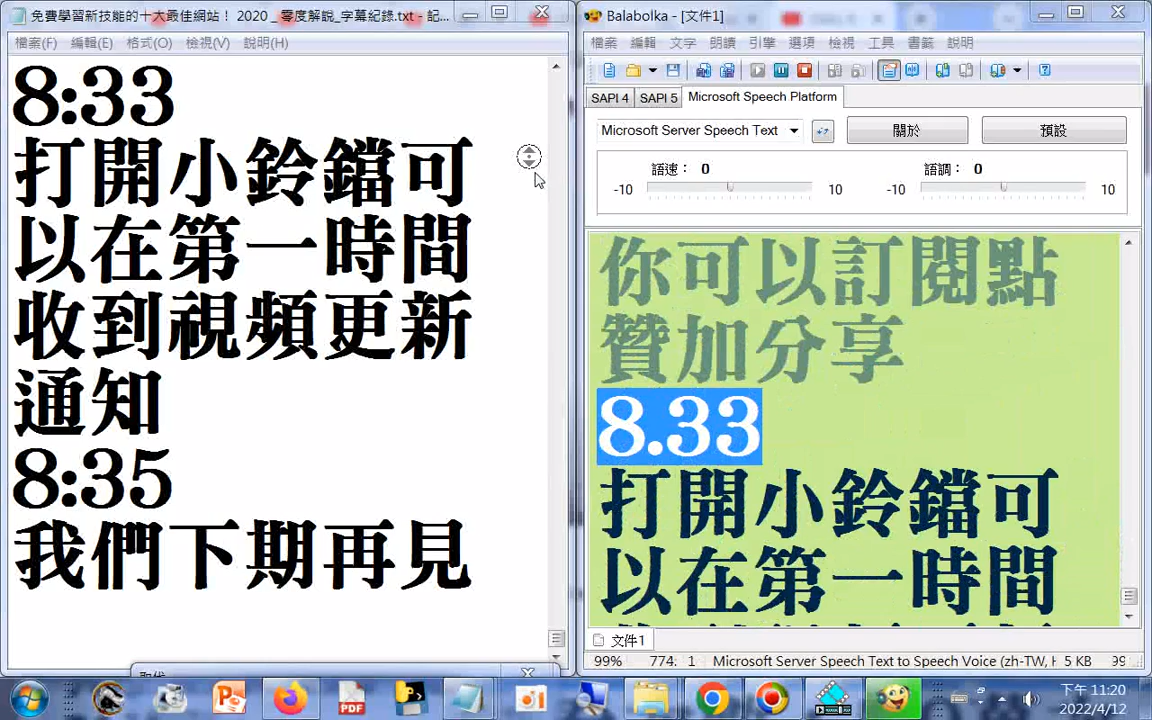 免費學習新技能的十大最佳網站！ 2020 _ 零度解說_字幕紀錄.txt - 記...
檔案(F) 編輯(E) 格式(O) 檢視(V) 說明(H)
8:33
打開小鈴鐺可
以在第一時間
收到視頻更新
通知
8:35
我們下期再見
Balabolka - [文件1]
檔案 編輯 文字 朗讀 引擎 選項 檢視 工具 書籤 說明
SAPI 4 SAPI 5 Microsoft Speech Platform
Microsoft Server Speech Text 關於 預設
語速： 0 語調： 0
-10 10 -10 10
你可以訂閱點
贊加分享
8.33
打開小鈴鐺可
以在第一時間
文件1
99% 774: 1 Microsoft Server Speech Text to Speech Voice (zh-TW, H 5 KB 99
下午 11:20
2022/4/12